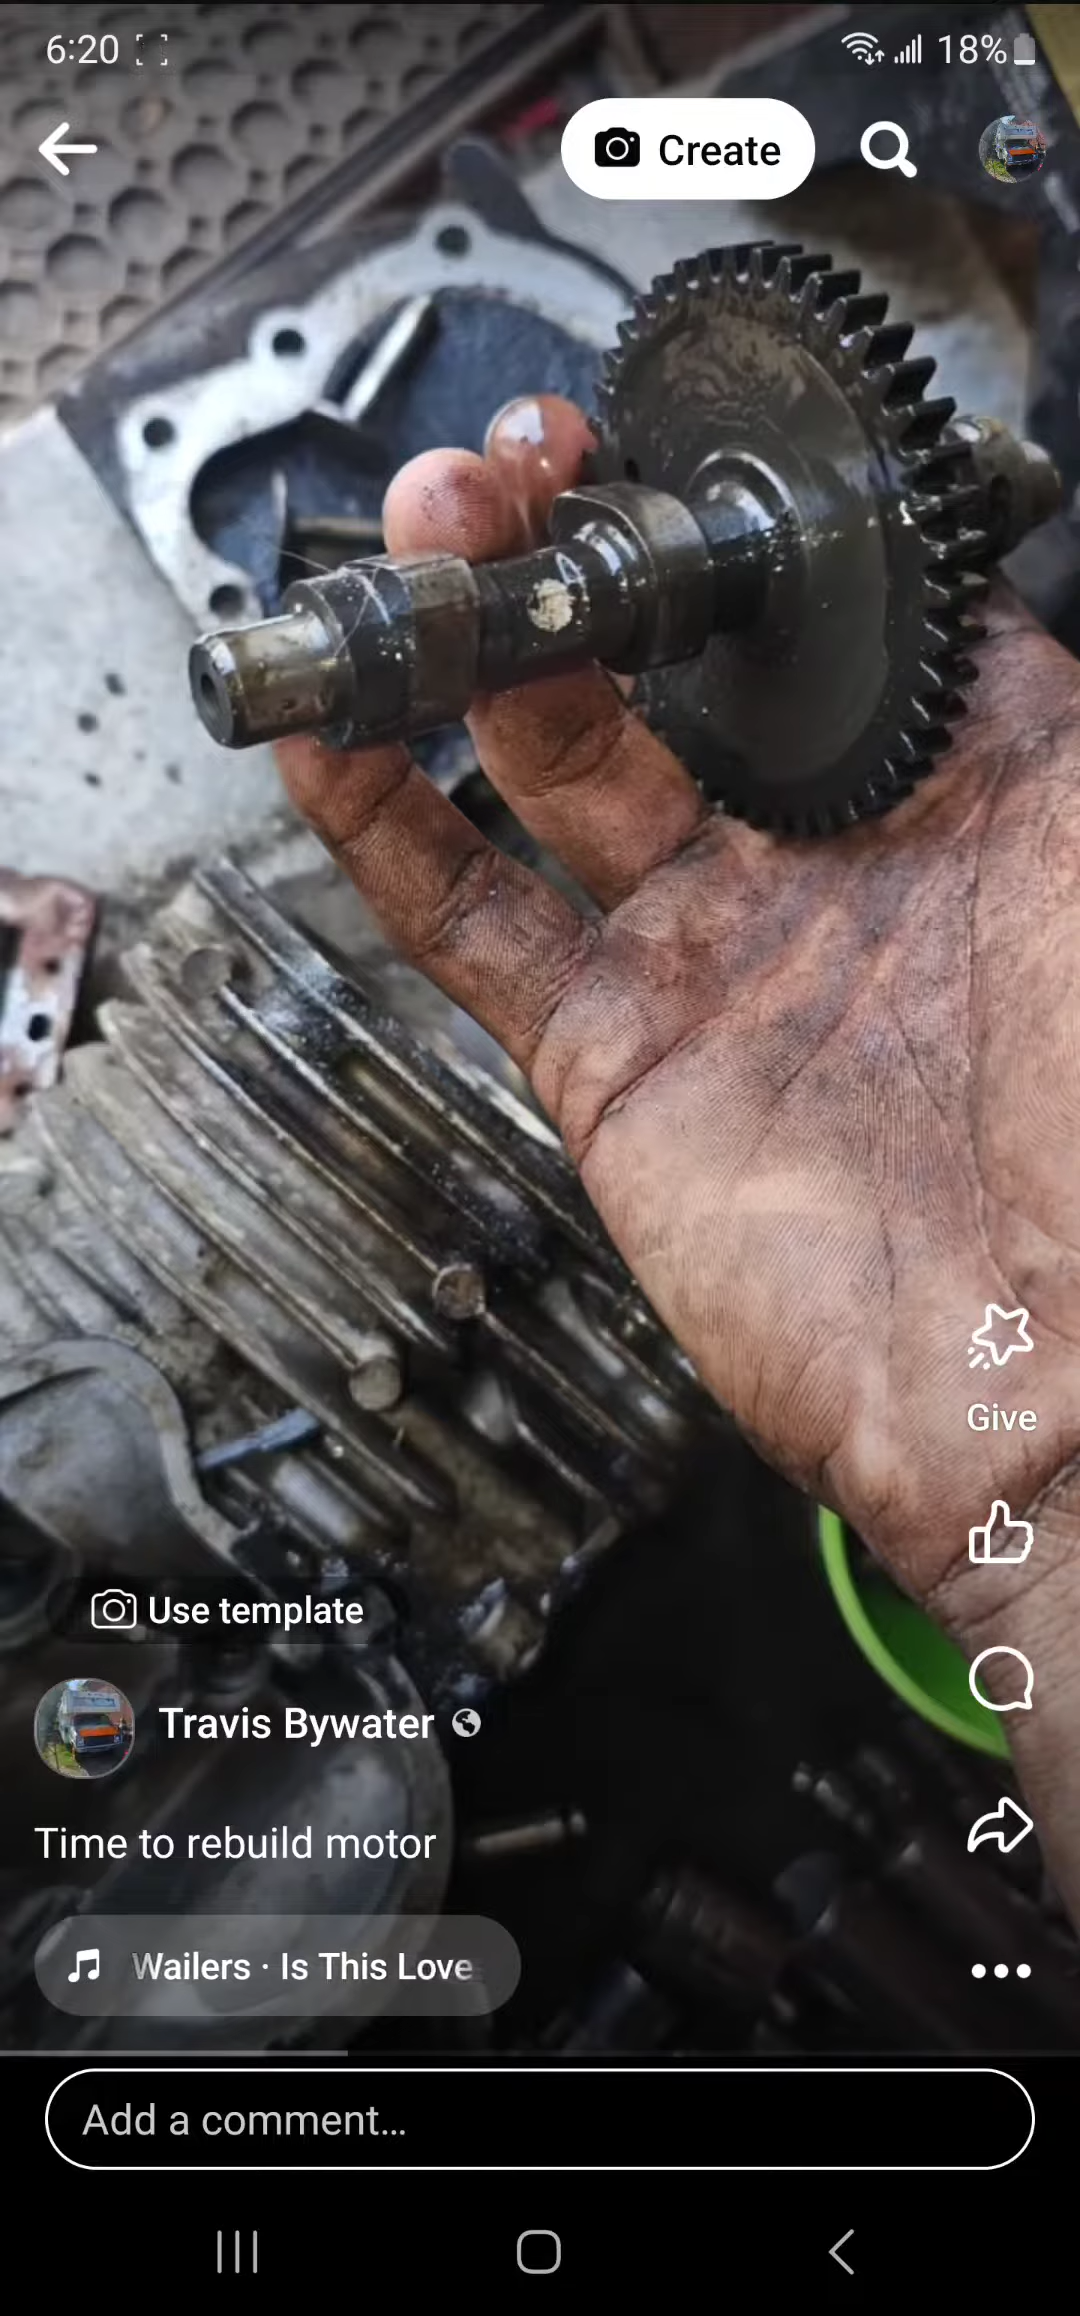 6:20
18%
Create
Give
Use template
Travis Bywater
Time to rebuild motor
Wailers · Is This Love
Add a comment...